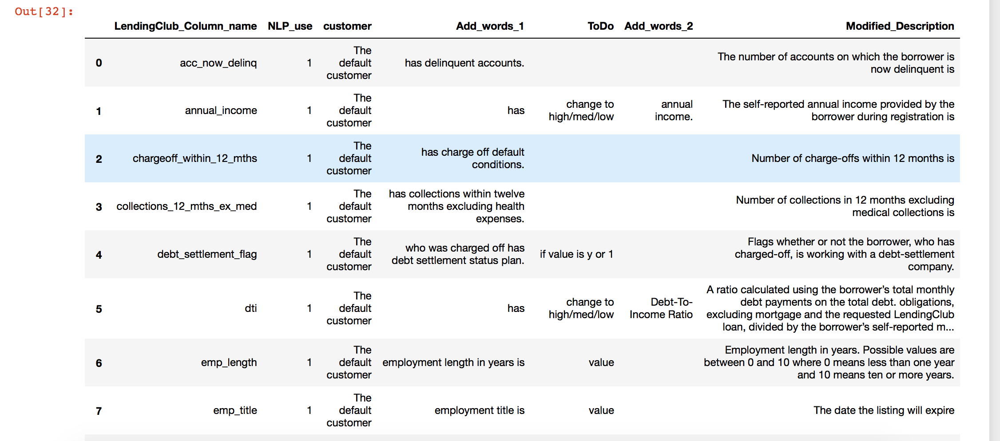 Out[32]:
LendingClub_Column_name NLP_use customer Add_words_1 ToDo Add_words_2 Modified_Description
0 acc_now_delinq 1 The default customer has delinquent accounts. The number of accounts on which the borrower is now delinquent is
1 annual_income 1 The default customer has change to high/med/low annual income. The self-reported annual income provided by the borrower during registration is
2 chargeoff_within_12_mths 1 The default customer has charge off default conditions. Number of charge-offs within 12 months is
3 collections_12_mths_ex_med 1 The default customer has collections within twelve months excluding health expenses. Number of collections in 12 months excluding medical collections is
4 debt_settlement_flag 1 The default customer who was charged off has debt settlement status plan. if value is y or 1 Flags whether or not the borrower, who has charged-off, is working with a debt-settlement company.
5 dti 1 The default customer has change to high/med/low Debt-To-Income Ratio A ratio calculated using the borrower’s total monthly debt payments on the total debt. obligations, excluding mortgage and the requested LendingClub loan, divided by the borrower’s self-reported m...
6 emp_length 1 The default customer employment length in years is value Employment length in years. Possible values are between 0 and 10 where 0 means less than one year and 10 means ten or more years.
7 emp_title 1 The default customer employment title is value The date the listing will expire